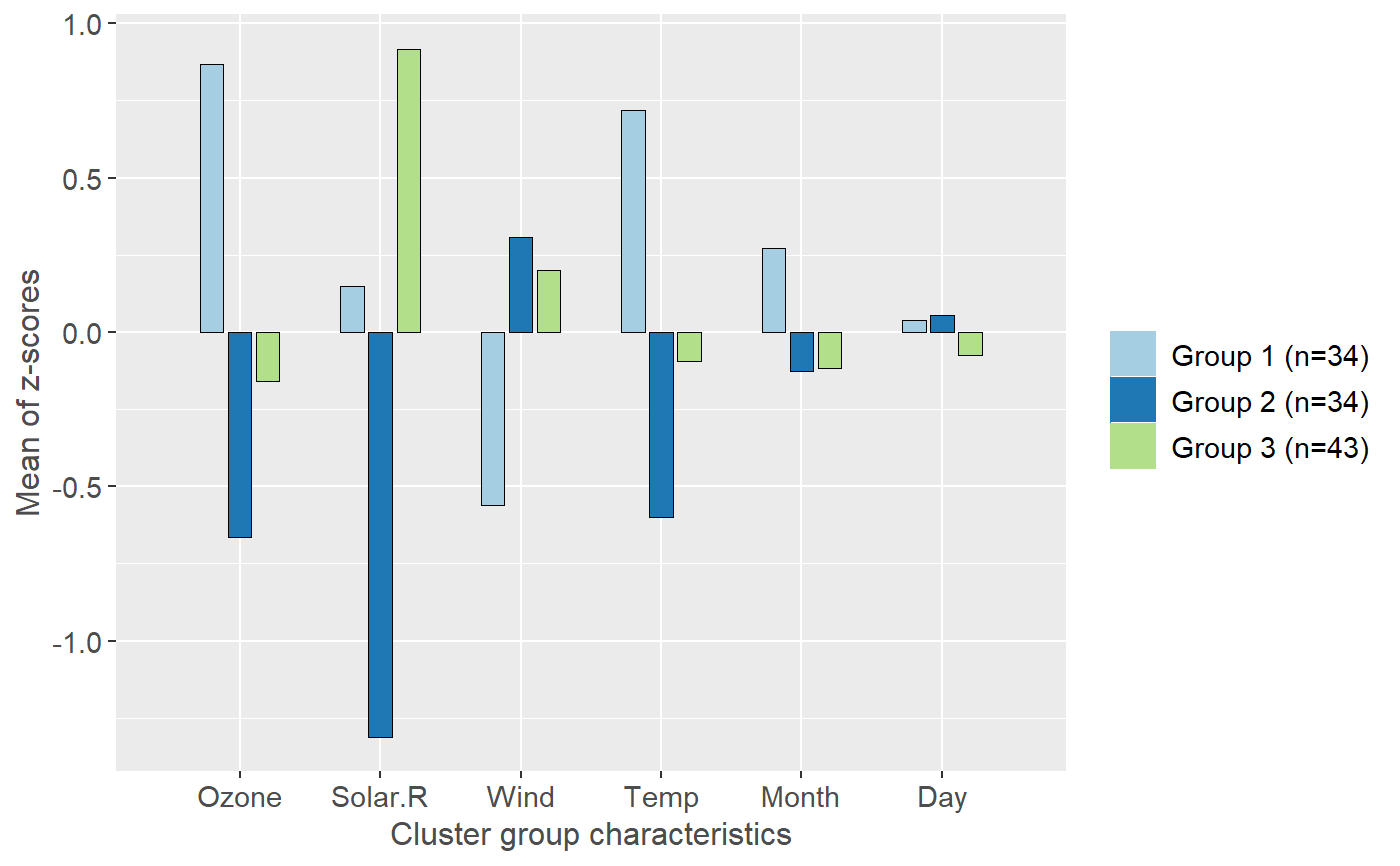 1.0
0.5
0.0
-0.5
-1.0
Mean of z-scores
Ozone Solar.R Wind Temp Month Day
Cluster group characteristics
Group 1 (n=34)
Group 2 (n=34)
Group 3 (n=43)